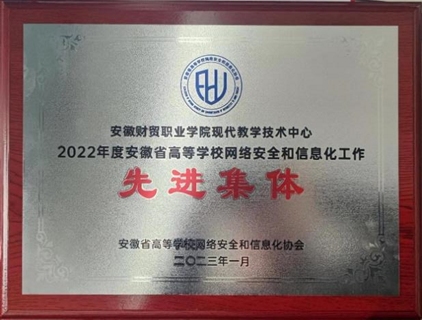 安徽财贸职业学院现代教学技术中心
2022年度安徽省高等学校网络安全和信息化工作
先进集体
安徽省高等学校网络安全和信息化协会
二〇二三年一月